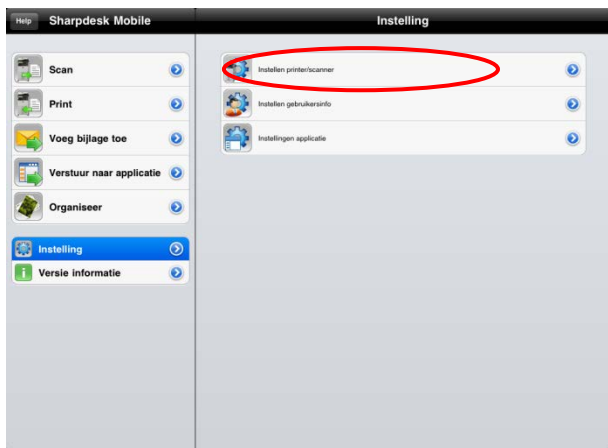 Help
Sharpdesk Mobile
Scan
Print
Voeg bijlage toe
Verstuur naar applicatie
Organiseer
Instelling
Versie informatie
Instelling
Instellen printer/scanner
Instellen gebruikersinfo
Instellingen applicatie